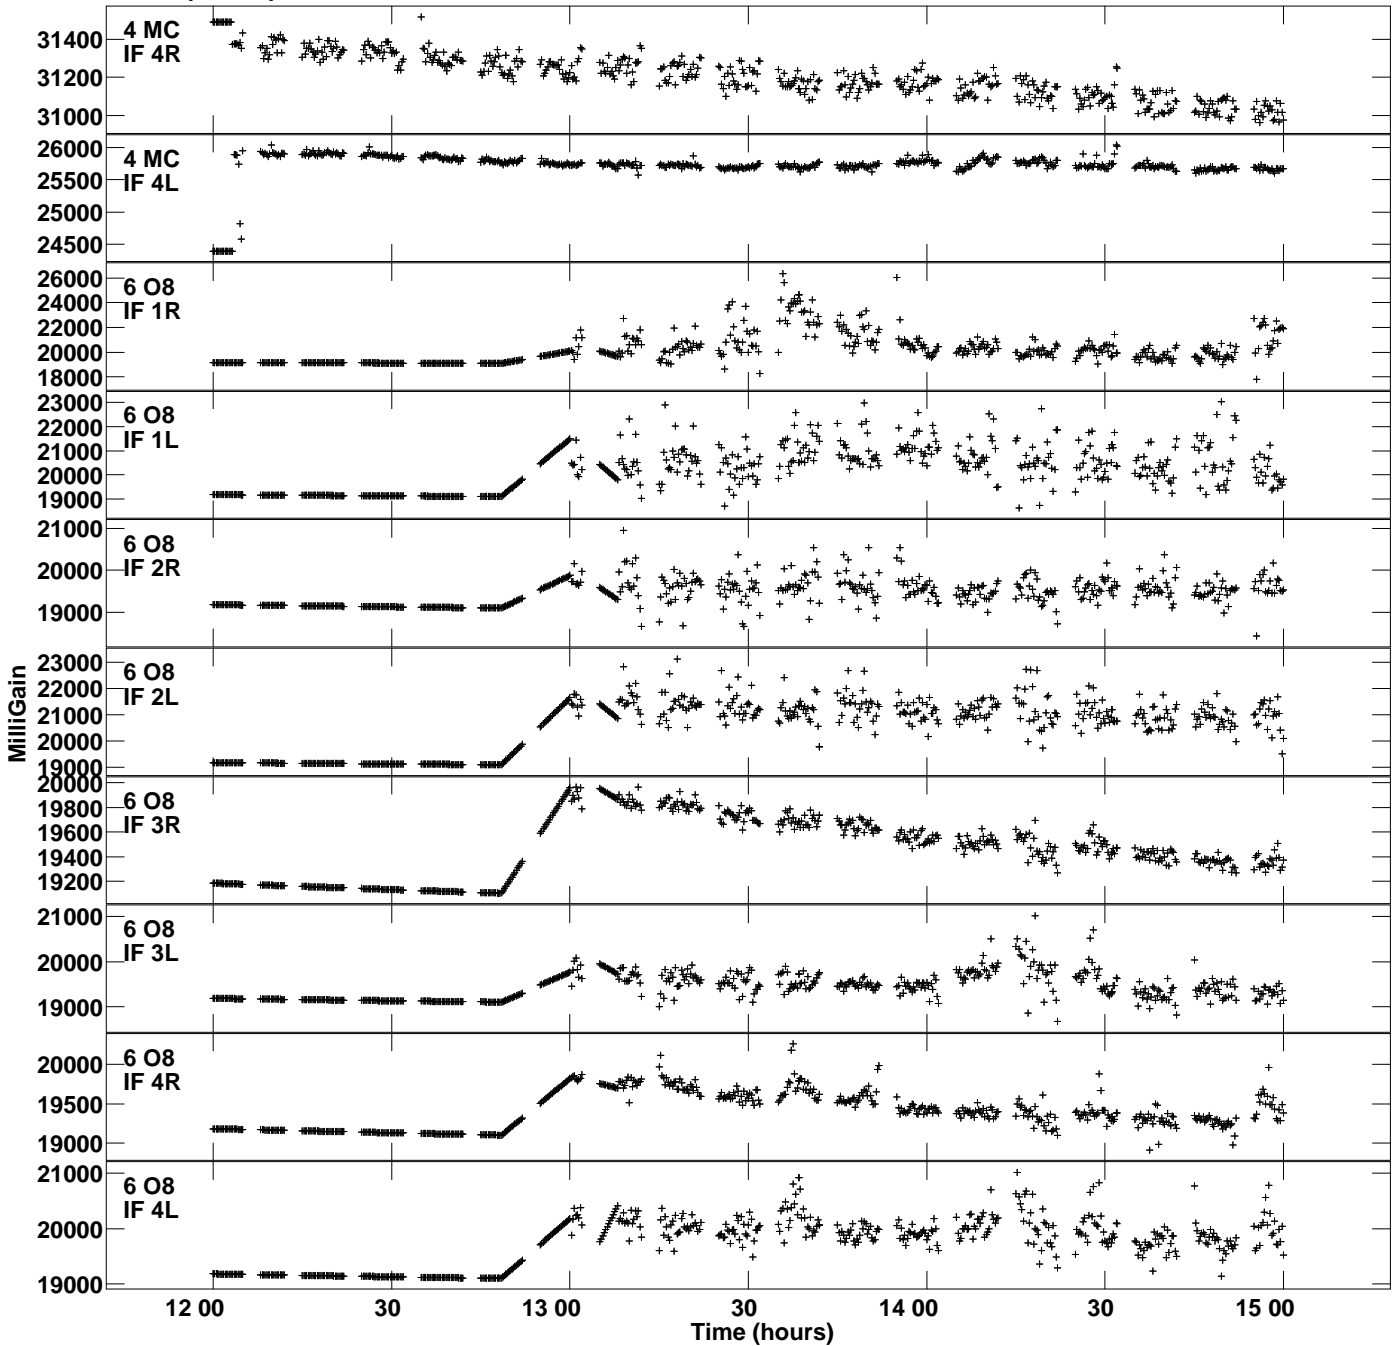 4 MC
IF 4R
31400
31200
31000
4 MC
IF 4L
26000
25500
25000
24500
6 O8
IF 1R
26000
24000
22000
20000
18000
6 O8
IF 1L
23000
22000
21000
20000
19000
6 O8
IF 2R
21000
20000
19000
6 O8
IF 2L
23000
22000
21000
20000
19000
6 O8
IF 3R
20000
19800
19600
19400
19200
6 O8
IF 3L
21000
20000
19000
6 O8
IF 4R
20000
19500
19000
6 O8
IF 4L
21000
20000
19000
MilliGain
12 00 30 13 00 30 14 00 30 15 00
Time (hours)